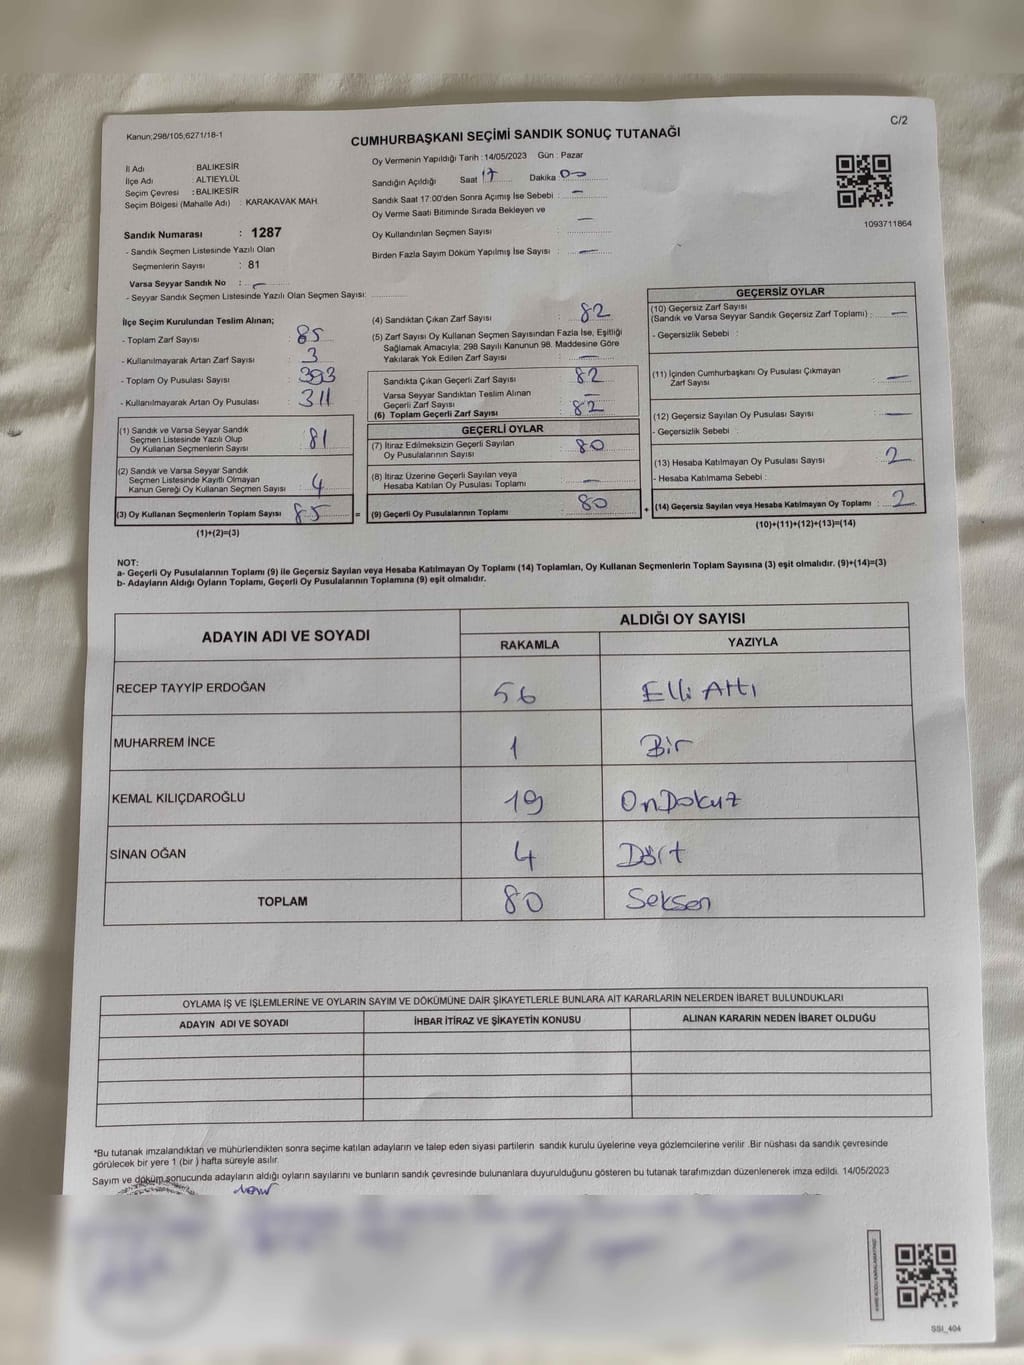 Kanun;298/105;6271/18-1
C/2
CUMHURBAŞKANI SEÇİMİ SANDIK SONUÇ TUTANAĞI
İl Adı : BALIKESİR
İlçe Adı : ALTIEYLÜL
Seçim Çevresi : BALIKESİR
Seçim Bölgesi (Mahalle Adı) : KARAKAVAK MAH.
Sandık Numarası : 1287
- Sandık Seçmen Listesinde Yazılı Olan
Seçmenlerin Sayısı : 81
Varsa Seyyar Sandık No : -
- Seyyar Sandık Seçmen Listesinde Yazılı Olan Seçmen Sayısı:
Oy Vermenin Yapıldığı Tarih : 14/05/2023 Gün : Pazar
Sandığın Açıldığı Saat 17 Dakika 00
Sandık Saat 17:00'den Sonra Açımış İse Sebebi : -
Oy Verme Saati Bitiminde Sırada Bekleyen ve
Oy Kullandırılan Seçmen Sayısı : -
Birden Fazla Sayım Döküm Yapılmış İse Sayısı : -
1093711864
İlçe Seçim Kurulundan Teslim Alınan;
- Toplam Zarf Sayısı : 85
- Kullanılmayarak Artan Zarf Sayısı : 3
- Toplam Oy Pusulası Sayısı : 393
- Kullanılmayarak Artan Oy Pusulası : 311
(1) Sandık ve Varsa Seyyar Sandık
Seçmen Listesinde Yazılı Olup
Oy Kullanan Seçmenlerin Sayısı : 81
(2) Sandık ve Varsa Seyyar Sandık
Seçmen Listesinde Kayıtlı Olmayan
Kanun Gereği Oy Kullanan Seçmen Sayısı : 4
(3) Oy Kullanan Seçmenlerin Toplam Sayısı : 85 =
(1)+(2)=(3)
(4) Sandıktan Çıkan Zarf Sayısı : 82
(5) Zarf Sayısı Oy Kullanan Seçmen Sayısından Fazla İse, Eşitliği
Sağlamak Amacıyla; 298 Sayılı Kanunun 98. Maddesine Göre
Yakılarak Yok Edilen Zarf Sayısı : -
Sandıkta Çıkan Geçerli Zarf Sayısı : 82
Varsa Seyyar Sandıktan Teslim Alınan
Geçerli Zarf Sayısı : -
(6) Toplam Geçerli Zarf Sayısı : 82
GEÇERLİ OYLAR
(7) İtiraz Edilmeksizin Geçerli Sayılan
Oy Pusulalarının Sayısı : 80
(8) İtiraz Üzerine Geçerli Sayılan veya
Hesaba Katılan Oy Pusulası Toplamı : -
(9) Geçerli Oy Pusulalarının Toplamı : 80 +
GEÇERSİZ OYLAR
(10) Geçersiz Zarf Sayısı
(Sandık ve Varsa Seyyar Sandık Geçersiz Zarf Toplamı) : -
- Geçersizlik Sebebi :
(11) İçinden Cumhurbaşkanı Oy Pusulası Çıkmayan
Zarf Sayısı : -
(12) Geçersiz Sayılan Oy Pusulası Sayısı : -
- Geçersizlik Sebebi :
(13) Hesaba Katılmayan Oy Pusulası Sayısı : 2
- Hesaba Katılmama Sebebi :
(14) Geçersiz Sayılan veya Hesaba Katılmayan Oy Toplamı : 2
(10)+(11)+(12)+(13)=(14)
NOT:
a- Geçerli Oy Pusulalarının Toplamı (9) ile Geçersiz Sayılan veya Hesaba Katılmayan Oy Toplamı (14) Toplamları, Oy Kullanan Seçmenlerin Toplam Sayısına (3) eşit olmalıdır. (9)+(14)=(3)
b- Adayların Aldığı Oyların Toplamı, Geçerli Oy Pusulalarının Toplamına (9) eşit olmalıdır.
ADAYIN ADI VE SOYADI
ALDIĞI OY SAYISI
RAKAMLA YAZIYLA
RECEP TAYYİP ERDOĞAN 56 Elli Altı
MUHARREM İNCE 1 Bir
KEMAL KILIÇDAROĞLU 19 OnDokuz
SİNAN OĞAN 4 Dört
TOPLAM 80 Seksen
OYLAMA İŞ VE İŞLEMLERİNE VE OYLARIN SAYIM VE DÖKÜMÜNE DAİR ŞİKAYETLERLE BUNLARA AİT KARARLARIN NELERDEN İBARET BULUNDUKLARI
ADAYIN ADI VE SOYADI İHBAR İTİRAZ VE ŞİKAYETİN KONUSU ALINAN KARARIN NEDEN İBARET OLDUĞU
*Bu tutanak imzalandıktan ve mühürlendikten sonra seçime katılan adayların ve talep eden siyasi partilerin sandık kurulu üyelerine veya gözlemcilerine verilir .Bir nüshası da sandık çevresinde
görülecek bir yere 1 (bir ) hafta süreyle asılır.
Sayım ve döküm sonucunda adayların aldığı oyların sayılarını ve bunların sandık çevresinde bulunanlara duyurulduğunu gösteren bu tutanak tarafımızdan düzenlenerek imza edildi. 14/05/2023
SSI_404